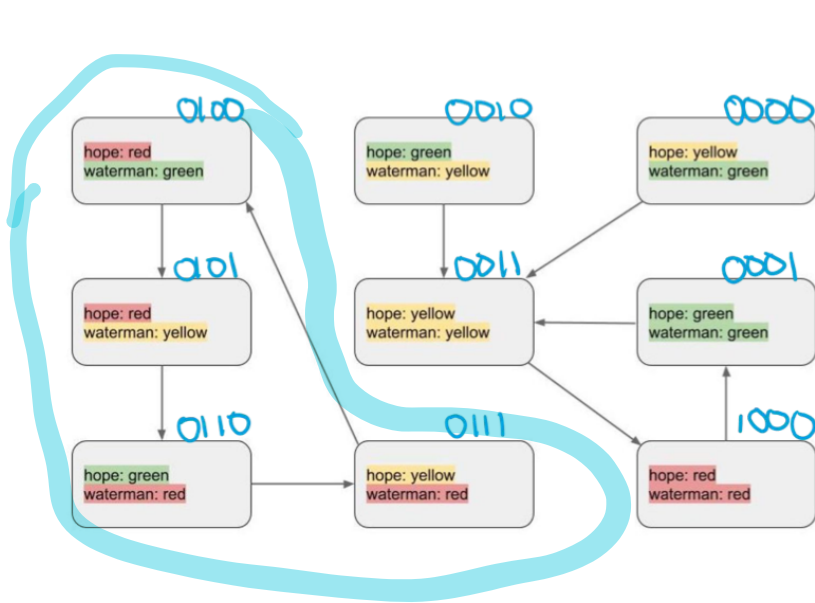 0100
0010
0000
hope: red
waterman: green
hope: green
waterman: yellow
hope: yellow
waterman: green
0101
0011
0001
hope: red
waterman: yellow
hope: yellow
waterman: yellow
hope: green
waterman: green
0110
0111
1000
hope: green
waterman: red
hope: yellow
waterman: red
hope: red
waterman: red